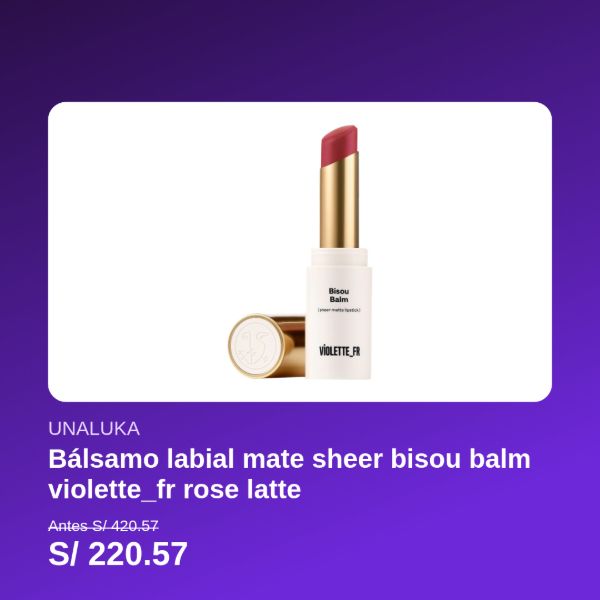 Bisou
Balm
[sheer matte lipstick]
VIOLETTE_FR
UNALUKA
Bálsamo labial mate sheer bisou balm
violette_fr rose latte
Antes S/ 420.57
S/ 220.57